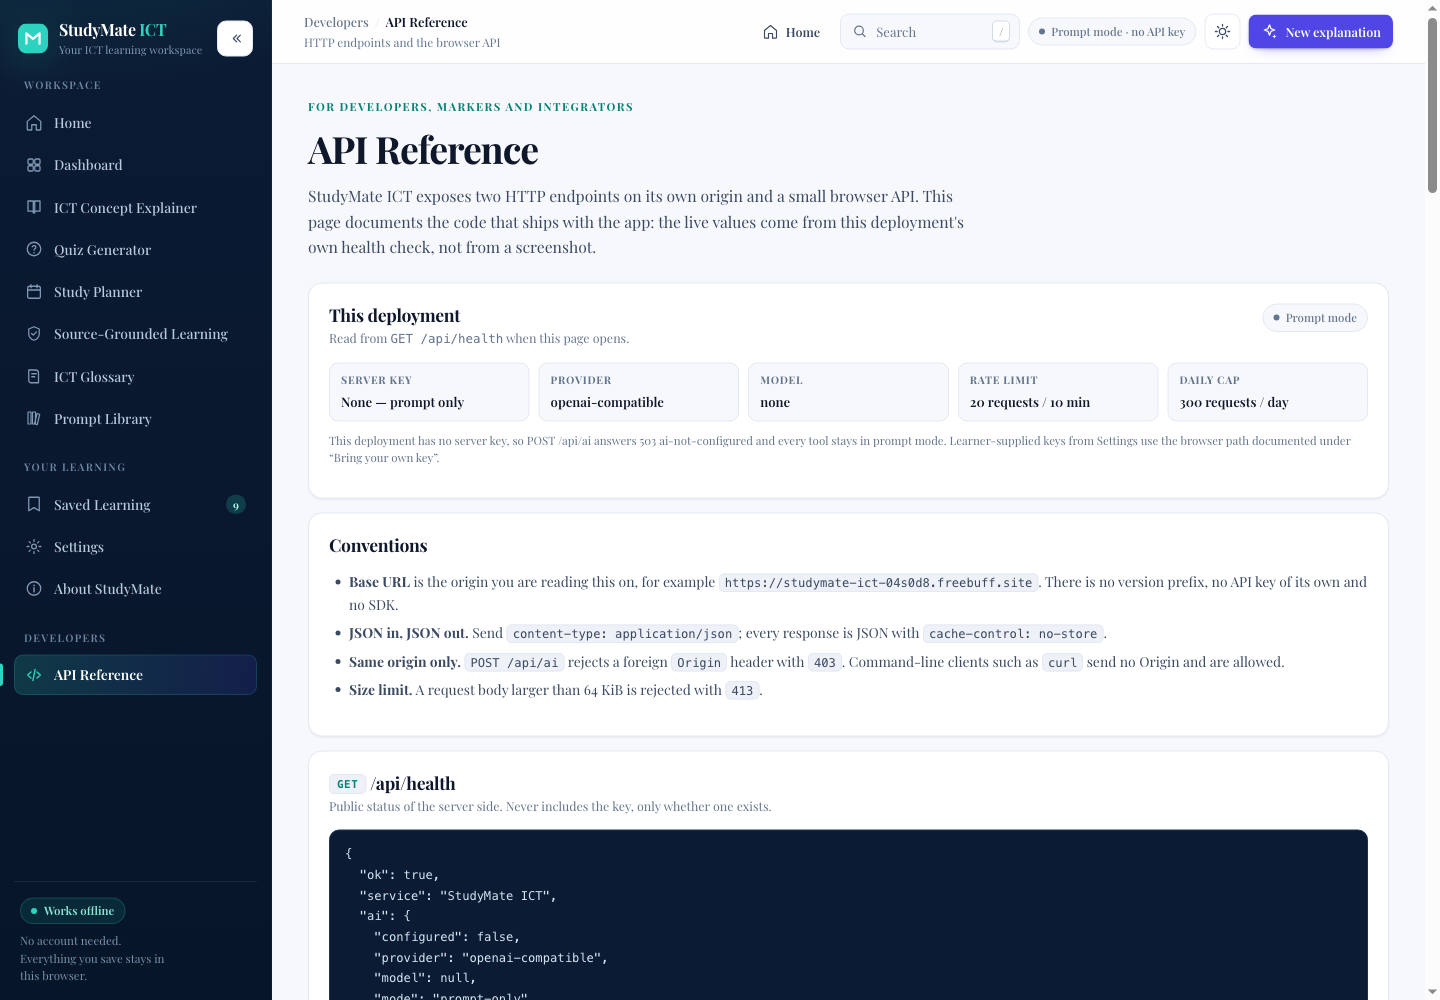 StudyMate ICT
Your ICT learning workspace
WORKSPACE
Home
Dashboard
ICT Concept Explainer
Quiz Generator
Study Planner
Source-Grounded Learning
ICT Glossary
Prompt Library
YOUR LEARNING
Saved Learning 9
Settings
About StudyMate
DEVELOPERS
API Reference
Works offline
No account needed.
Everything you save stays in
this browser.
Developers / API Reference
HTTP endpoints and the browser API
Home
Search /
Prompt mode · no API key
New explanation
FOR DEVELOPERS, MARKERS AND INTEGRATORS
API Reference
StudyMate ICT exposes two HTTP endpoints on its own origin and a small browser API. This
page documents the code that ships with the app: the live values come from this deployment's
own health check, not from a screenshot.
This deployment
Read from GET /api/health when this page opens.
Prompt mode
SERVER KEY
None — prompt only
PROVIDER
openai-compatible
MODEL
none
RATE LIMIT
20 requests / 10 min
DAILY CAP
300 requests / day
This deployment has no server key, so POST /api/ai answers 503 ai-not-configured and every tool stays in prompt mode. Learner-supplied keys from Settings use the browser path documented under
“Bring your own key”.
Conventions
• Base URL is the origin you are reading this on, for example https://studymate-ict-04s0d8.freebuff.site. There is no version prefix, no API key of its own and
no SDK.
• JSON in, JSON out. Send content-type: application/json; every response is JSON with cache-control: no-store.
• Same origin only. POST /api/ai rejects a foreign Origin header with 403. Command-line clients such as curl send no Origin and are allowed.
• Size limit. A request body larger than 64 KiB is rejected with 413.
GET /api/health
Public status of the server side. Never includes the key, only whether one exists.
{
"ok": true,
"service": "StudyMate ICT",
"ai": {
"configured": false,
"provider": "openai-compatible",
"model": null,
"mode": "prompt-only"